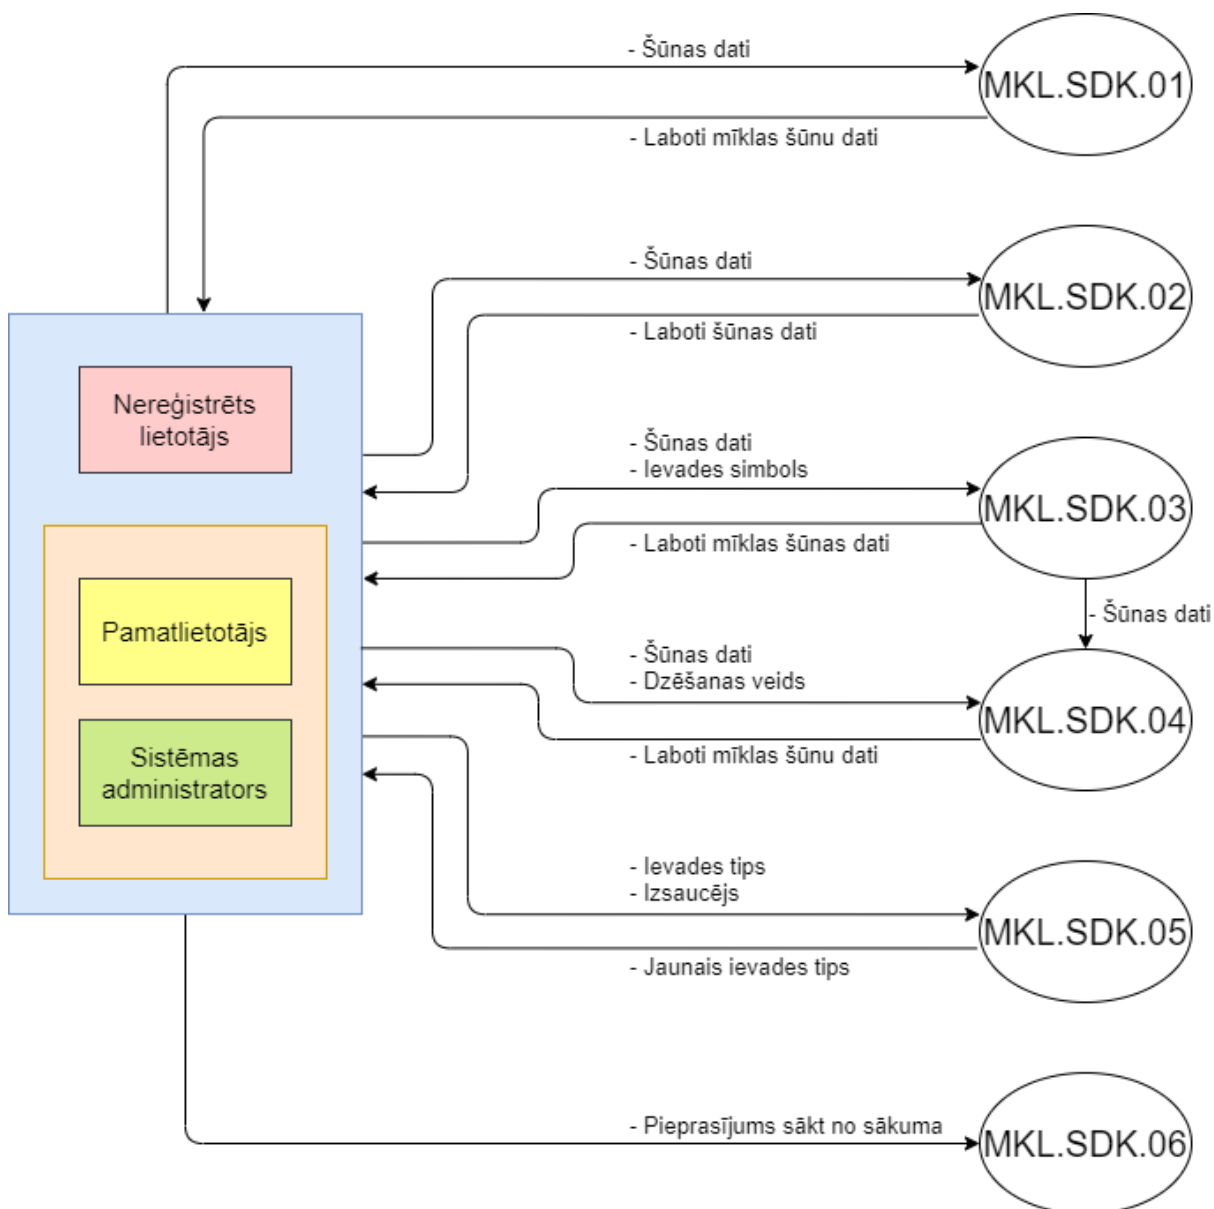 - Šūnas dati
MKL.SDK.01
- Laboti mīklas šūnu dati
- Šūnas dati
MKL.SDK.02
- Laboti šūnas dati
Nereģistrēts
lietotājs
- Šūnas dati
- Ievades simbols
MKL.SDK.03
- Laboti mīklas šūnas dati
- Šūnas dati
Pamatlietotājs
- Šūnas dati
- Dzēšanas veids
MKL.SDK.04
- Laboti mīklas šūnu dati
Sistēmas
administrators
- Ievades tips
- Izsaucējs
MKL.SDK.05
- Jaunais ievades tips
- Pieprasījums sākt no sākuma
MKL.SDK.06